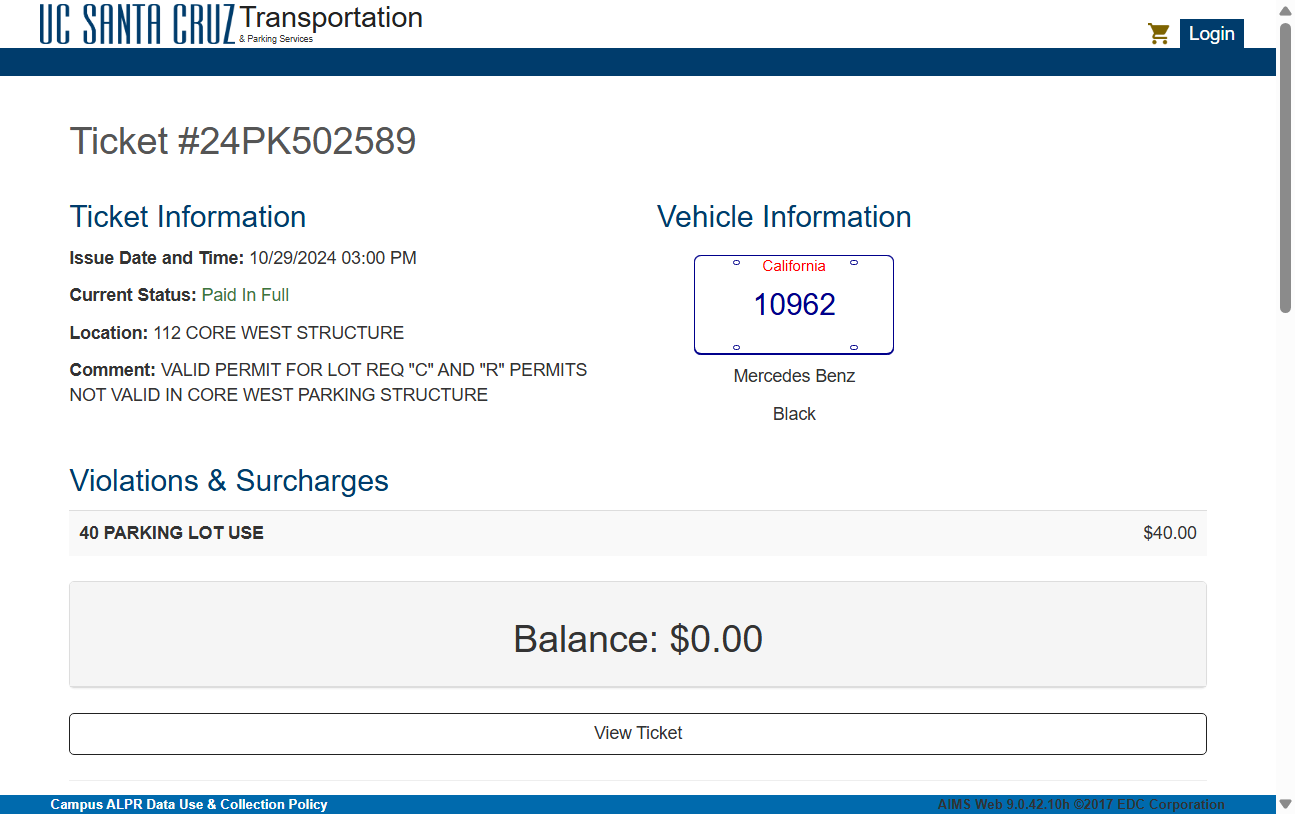 UC SANTA CRUZ Transportation
& Parking Services
Login
Ticket #24PK502589
Ticket Information
Issue Date and Time: 10/29/2024 03:00 PM
Current Status: Paid In Full
Location: 112 CORE WEST STRUCTURE
Comment: VALID PERMIT FOR LOT REQ "C" AND "R" PERMITS
NOT VALID IN CORE WEST PARKING STRUCTURE
Vehicle Information
California
10962
Mercedes Benz
Black
Violations & Surcharges
40 PARKING LOT USE $40.00
Balance: $0.00
View Ticket
Campus ALPR Data Use & Collection Policy
AIMS Web 9.0.42.10h ©2017 EDC Corporation